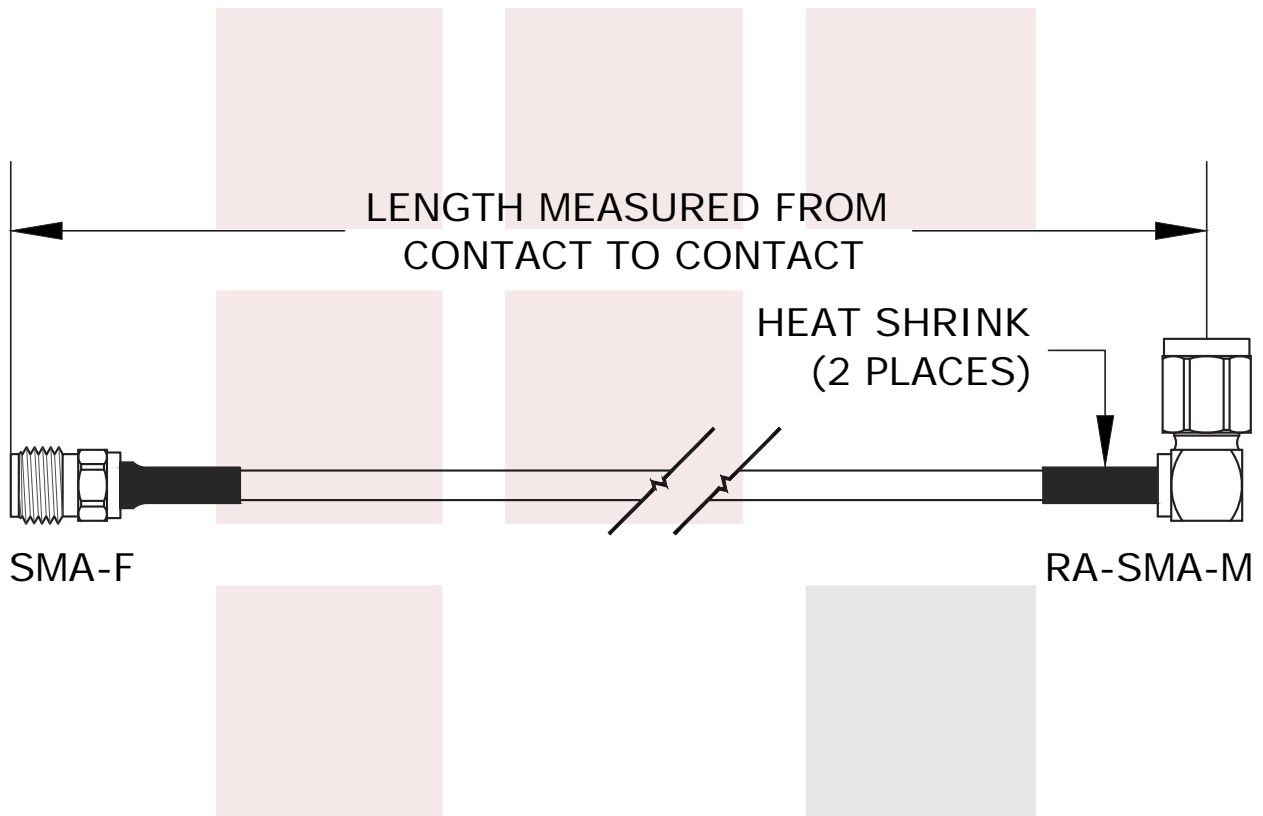 LENGTH MEASURED FROM
CONTACT TO CONTACT
HEAT SHRINK
(2 PLACES)
SMA-F
RA-SMA-M